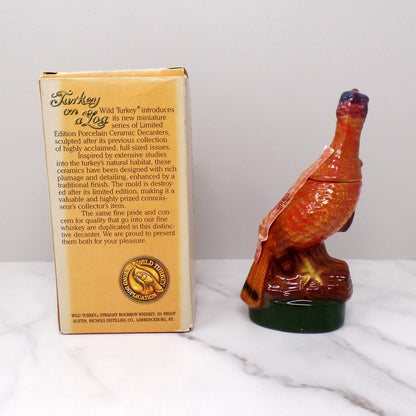 Turkey
on
a Log
Wild Turkey® introduces
its new miniature
series of Limited
Edition Porcelain Ceramic Decanters,
sculpted after its previous collection
of highly acclaimed, full-sized issues.
Inspired by extensive studies
into the turkey's natural habitat, these
ceramics have been designed with rich
plumage and detailing, enhanced by a
traditional finish. The mold is destroy-
ed after its limited edition, making it a
valuable and highly prized connois-
seur's collector's item.
The same fine pride and con-
cern for quality that go into our fine
whiskey are duplicated in this distinc-
tive decanter. We are proud to present
them both for your pleasure.
WILD TURKEY
WILD TURKEY®, STRAIGHT BOURBON WHISKEY, 101 PROOF
AUSTIN, NICHOLS DISTILLING CO., LAWRENCEBURG, KY.